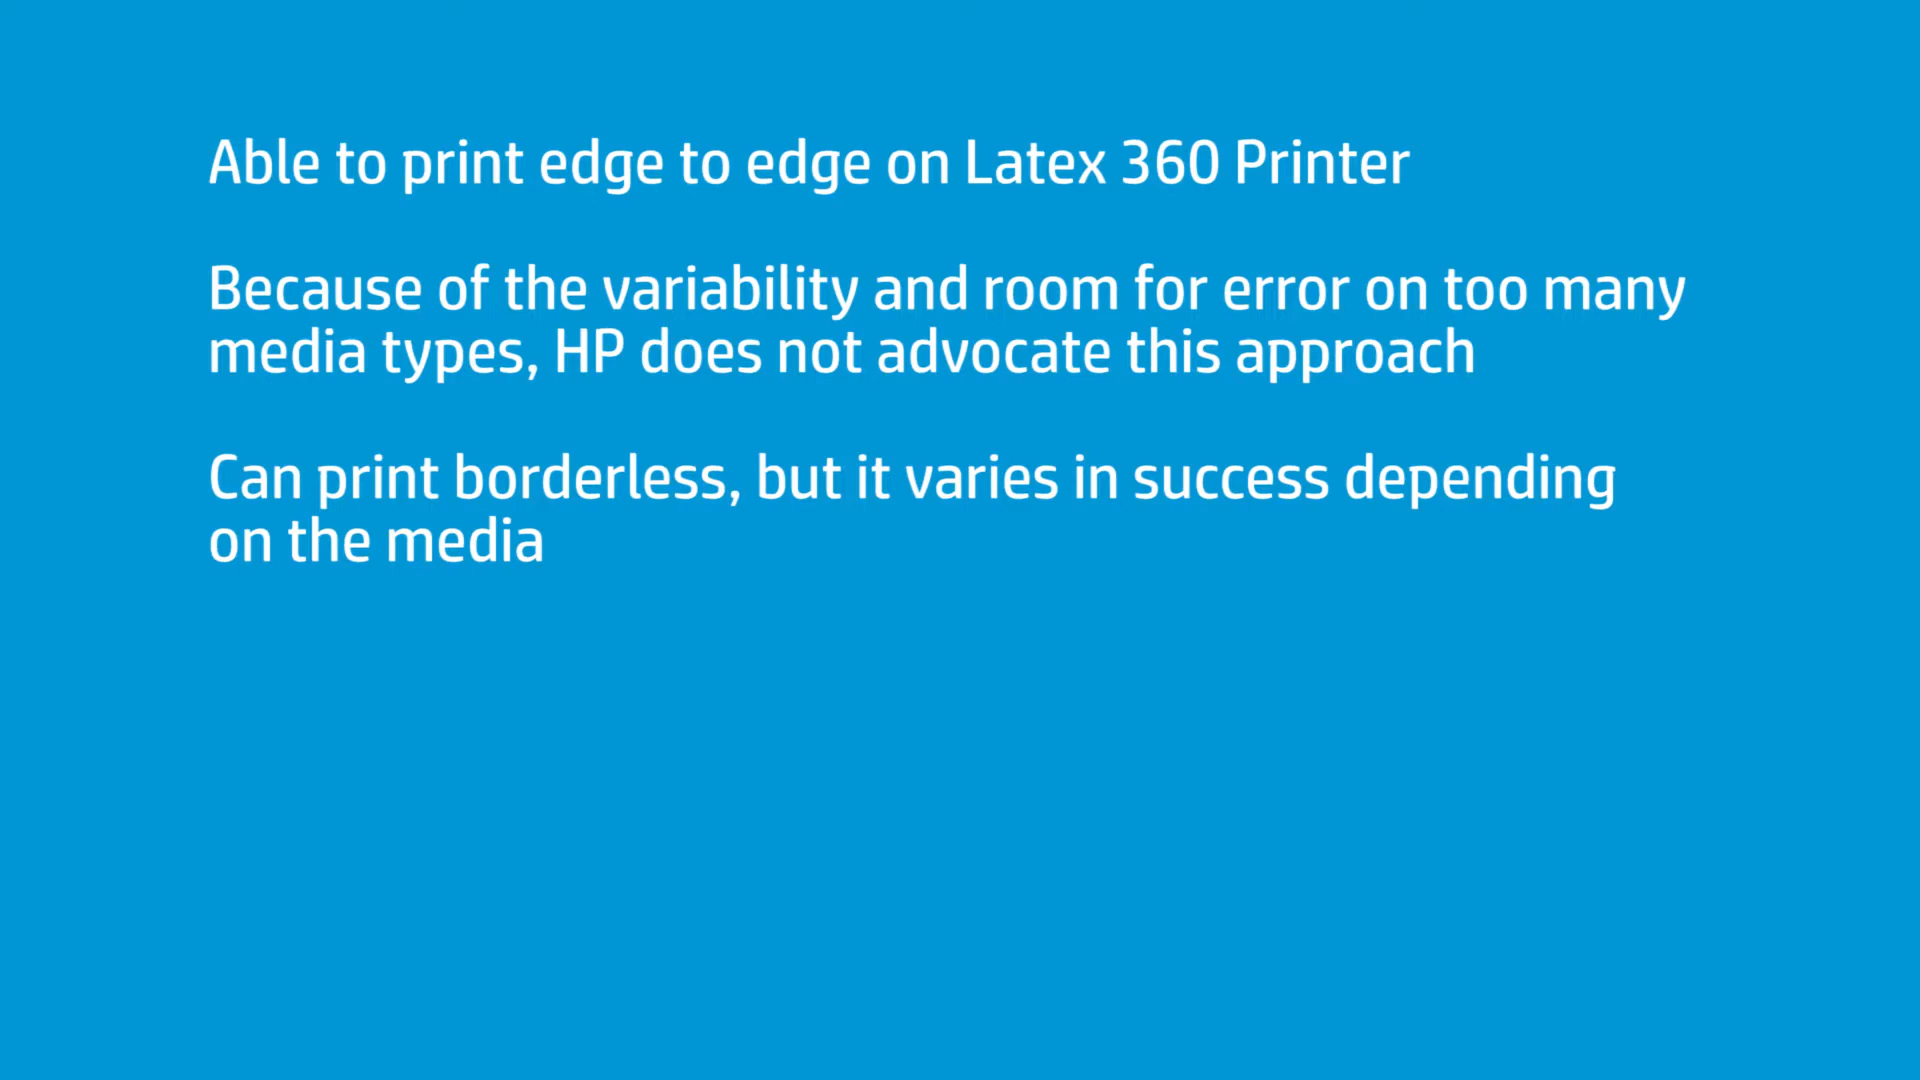 Able to print edge to edge on Latex 360 Printer
Because of the variability and room for error on too many
media types, HP does not advocate this approach
Can print borderless, but it varies in success depending
on the media